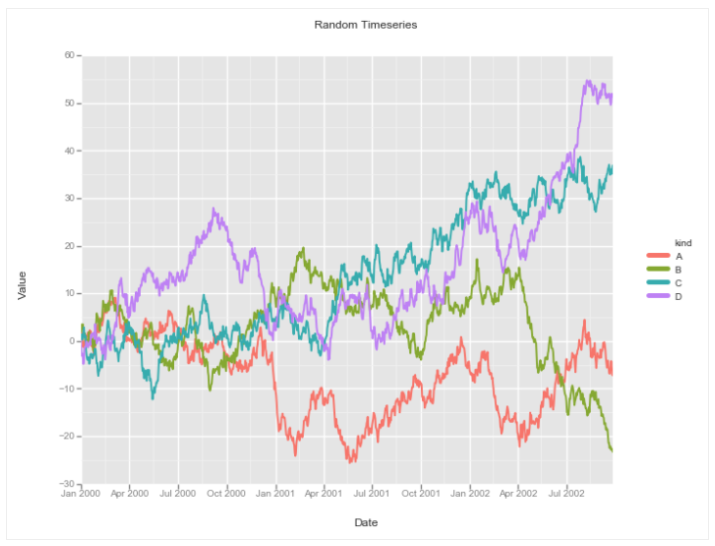 Random Timeseries
Value
60
50
40
30
20
10
0
−10
−20
−30
Jan 2000 Apr 2000 Jul 2000 Oct 2000 Jan 2001 Apr 2001 Jul 2001 Oct 2001 Jan 2002 Apr 2002 Jul 2002
Date
kind
A
B
C
D